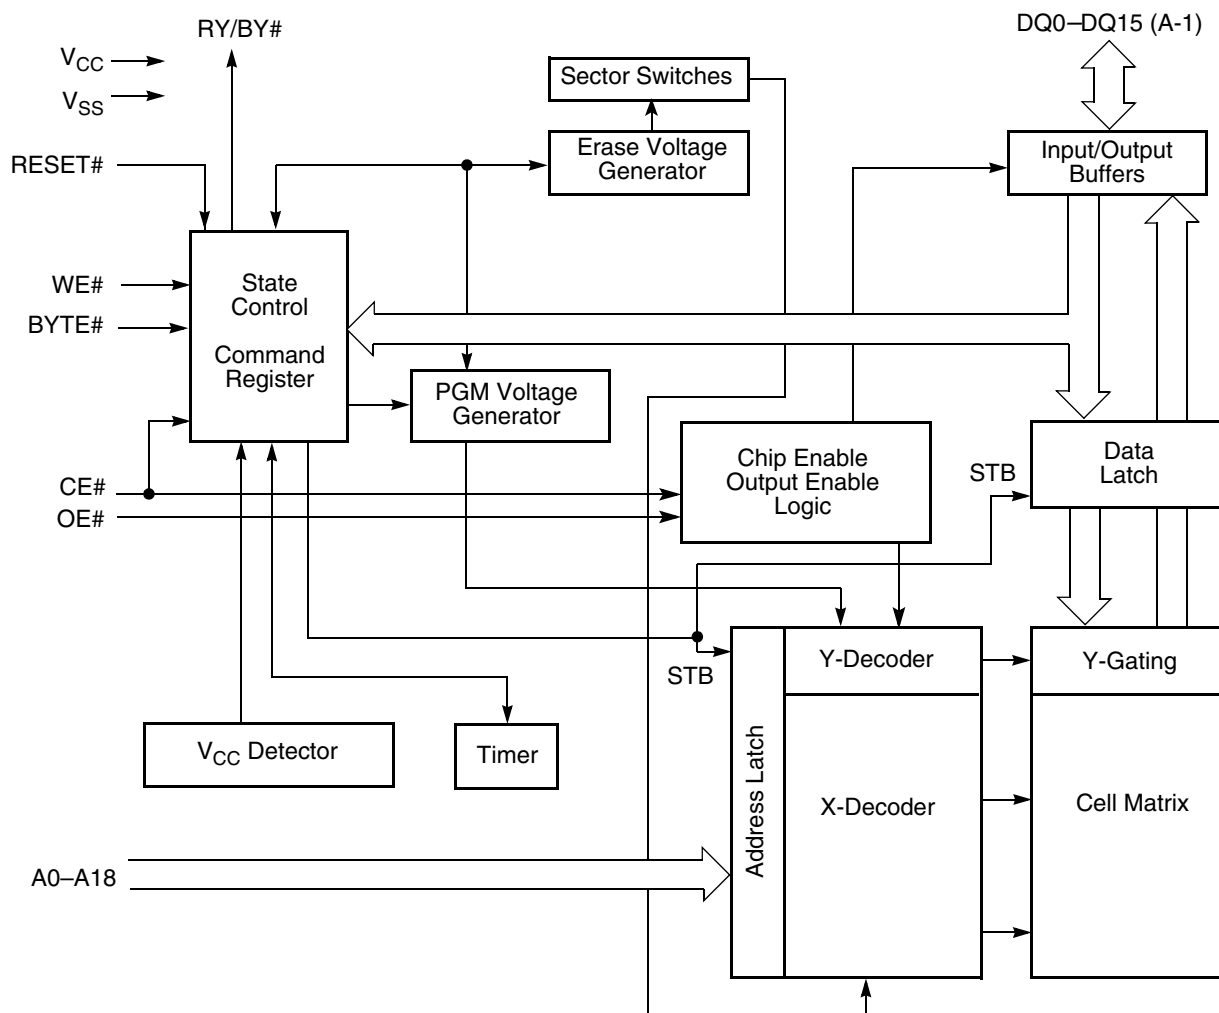 RY/BY#
DQ0–DQ15 (A-1)
VCC
VSS
Sector Switches
RESET#
Erase Voltage
Generator
Input/Output
Buffers
WE#
BYTE#
State
Control
Command
Register
PGM Voltage
Generator
Chip Enable
Output Enable
Logic
STB
Data
Latch
CE#
OE#
STB
Y-Decoder
Y-Gating
VCC Detector
Timer
Address Latch
X-Decoder
Cell Matrix
A0–A18